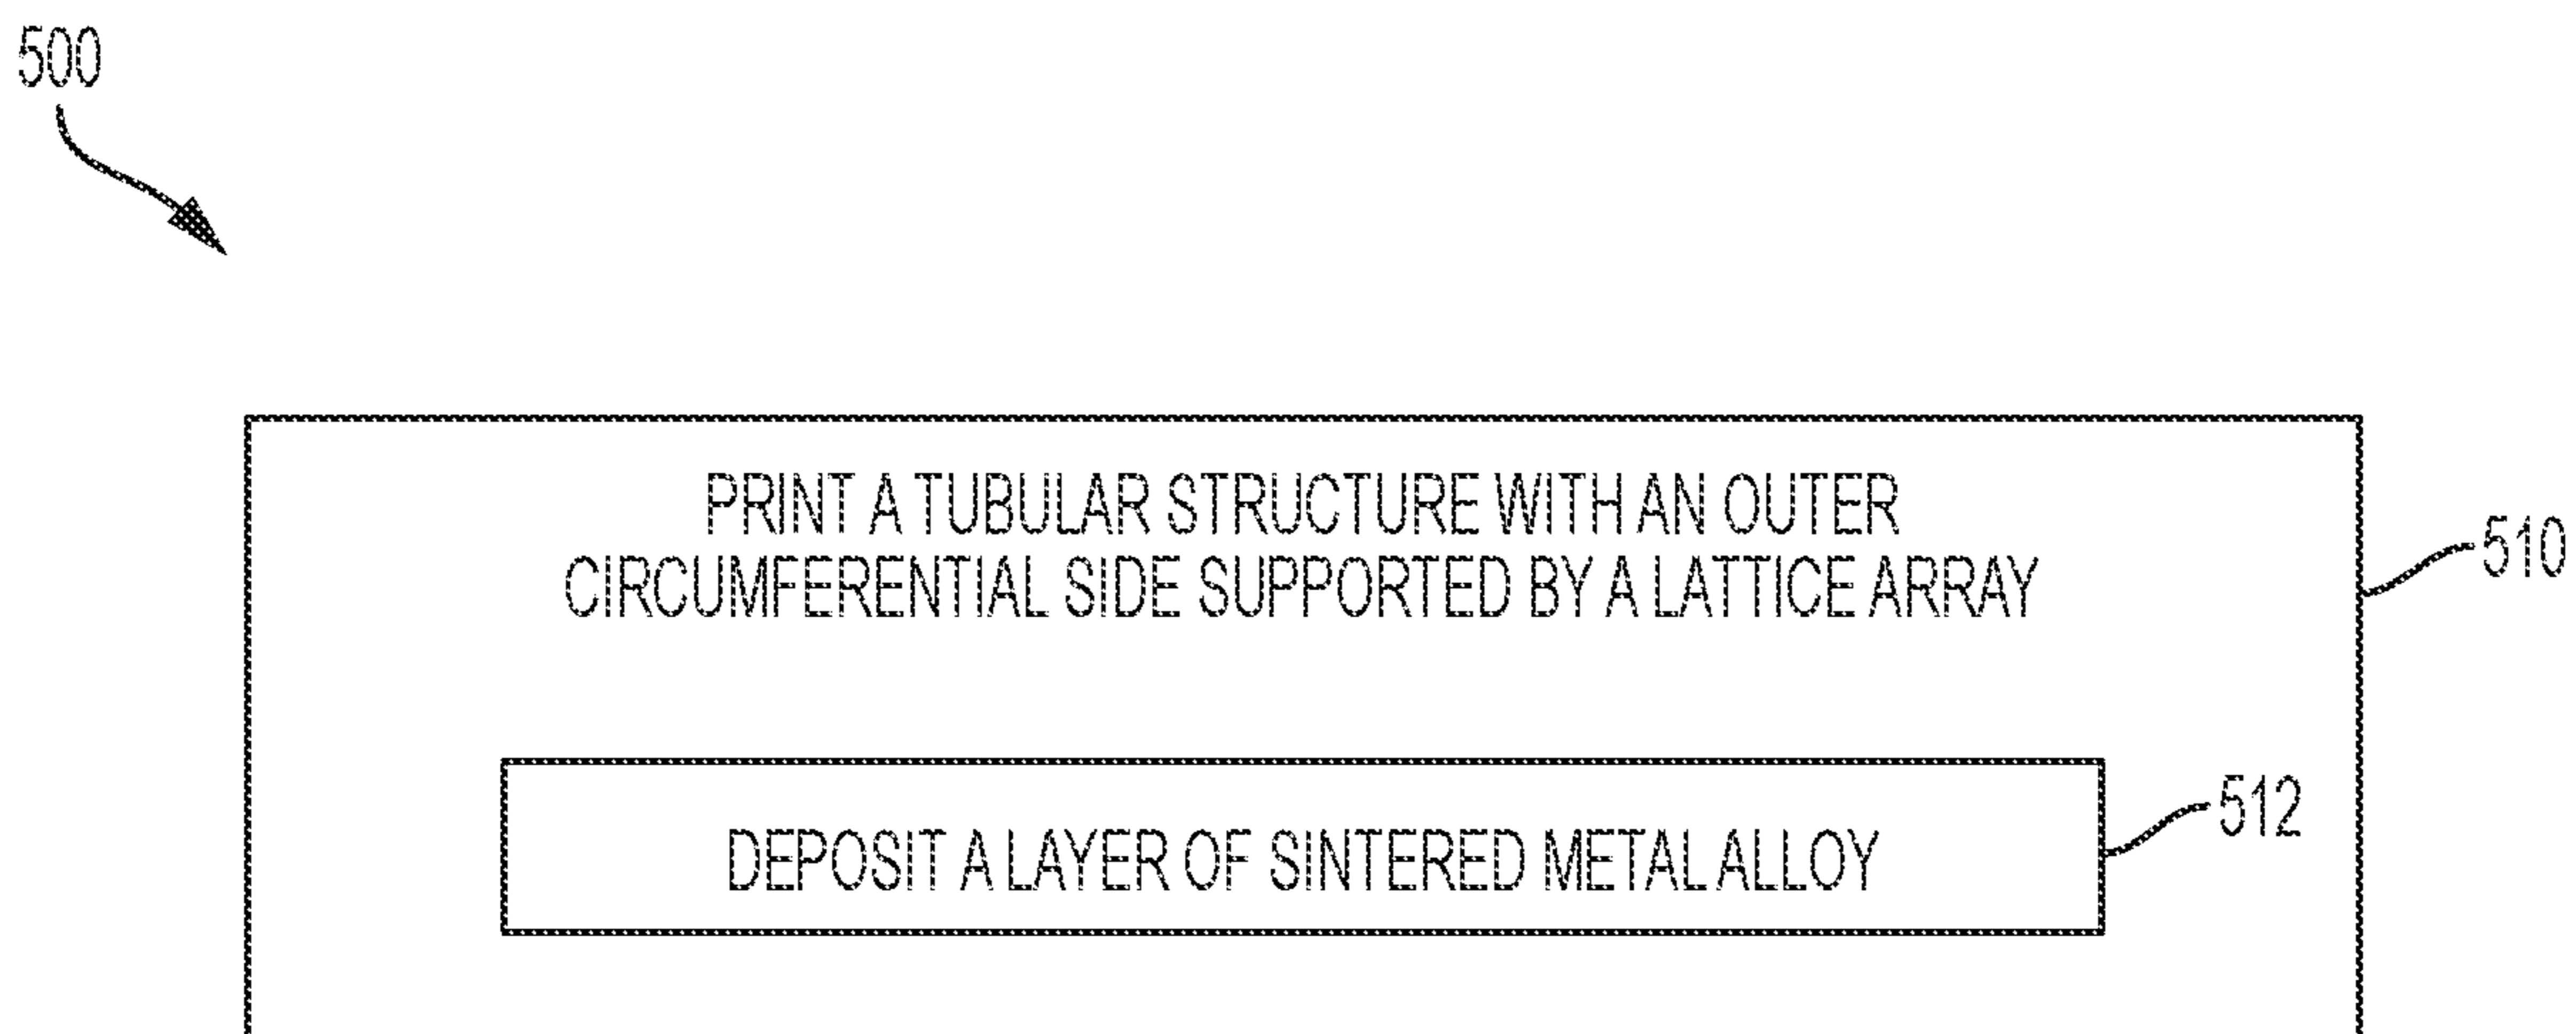 500
PRINT A TUBULAR STRUCTURE WITH AN OUTER
CIRCUMFERENTIAL SIDE SUPPORTED BY A LATTICE ARRAY
510
DEPOSIT A LAYER OF SINTERED METAL ALLOY
512